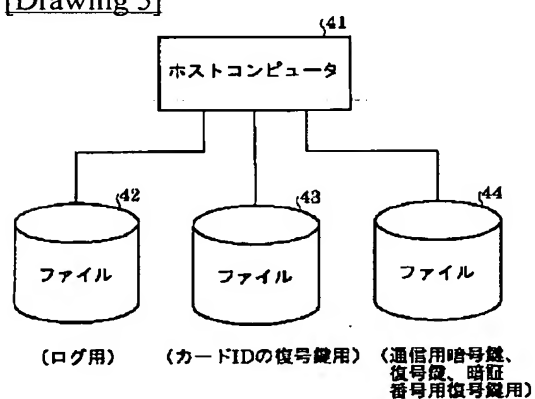 [Drawing 5]
41
ホストコンピュータ
42
43
44
ファイル
ファイル
ファイル
(ログ用)
(カードIDの復号鍵用)
(通信用暗号鍵、
復号鍵、暗証
番号用復号鍵用)